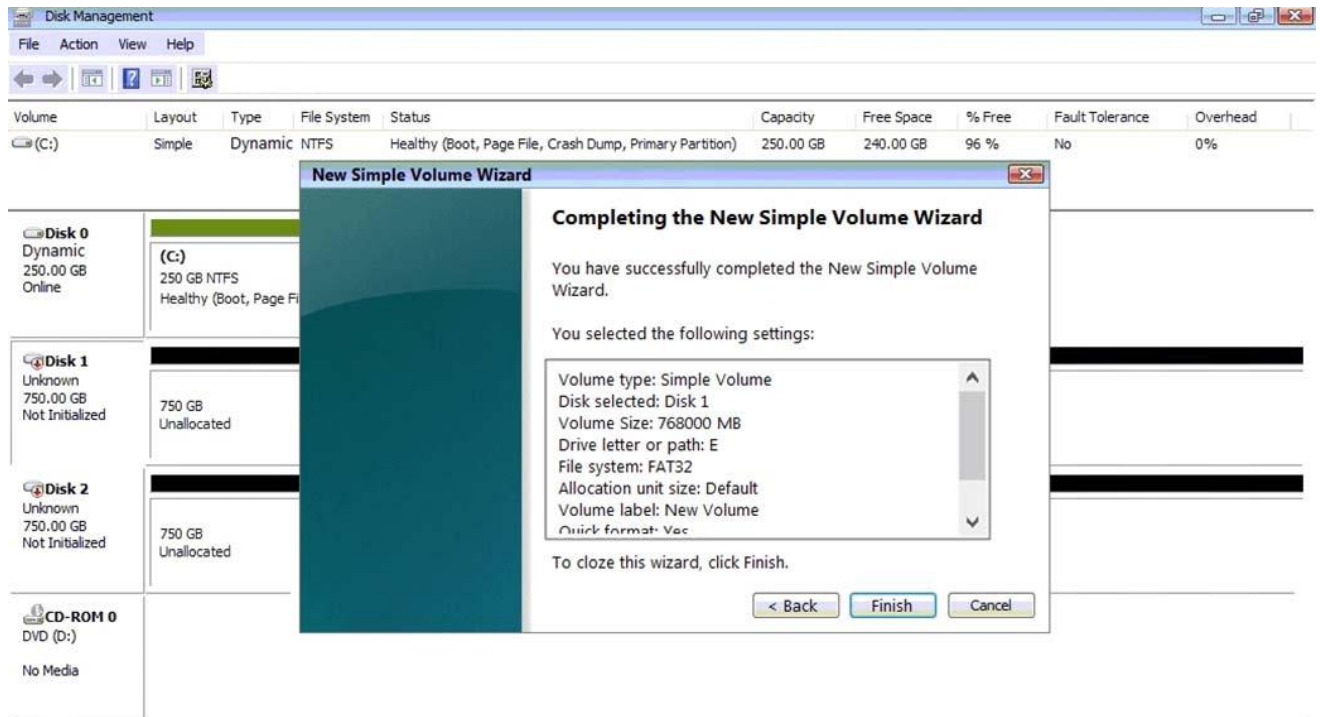 Disk Management
File Action View Help
Volume Layout Type File System Status Capacity Free Space % Free Fault Tolerance Overhead
(C:) Simple Dynamic NTFS Healthy (Boot, Page File, Crash Dump, Primary Partition) 250.00 GB 240.00 GB 96 % No 0%
Disk 0
Dynamic
250.00 GB
Online
(C:)
250 GB NTFS
Healthy (Boot, Page Fi
Disk 1
Unknown
750.00 GB
Not Initialized
750 GB
Unallocated
Disk 2
Unknown
750.00 GB
Not Initialized
750 GB
Unallocated
CD-ROM 0
DVD (D:)
No Media
New Simple Volume Wizard
Completing the New Simple Volume Wizard
You have successfully completed the New Simple Volume
Wizard.
You selected the following settings:
Volume type: Simple Volume
Disk selected: Disk 1
Volume Size: 768000 MB
Drive letter or path: E
File system: FAT32
Allocation unit size: Default
Volume label: New Volume
Quick format: Yes
To cloze this wizard, click Finish.
< Back Finish Cancel